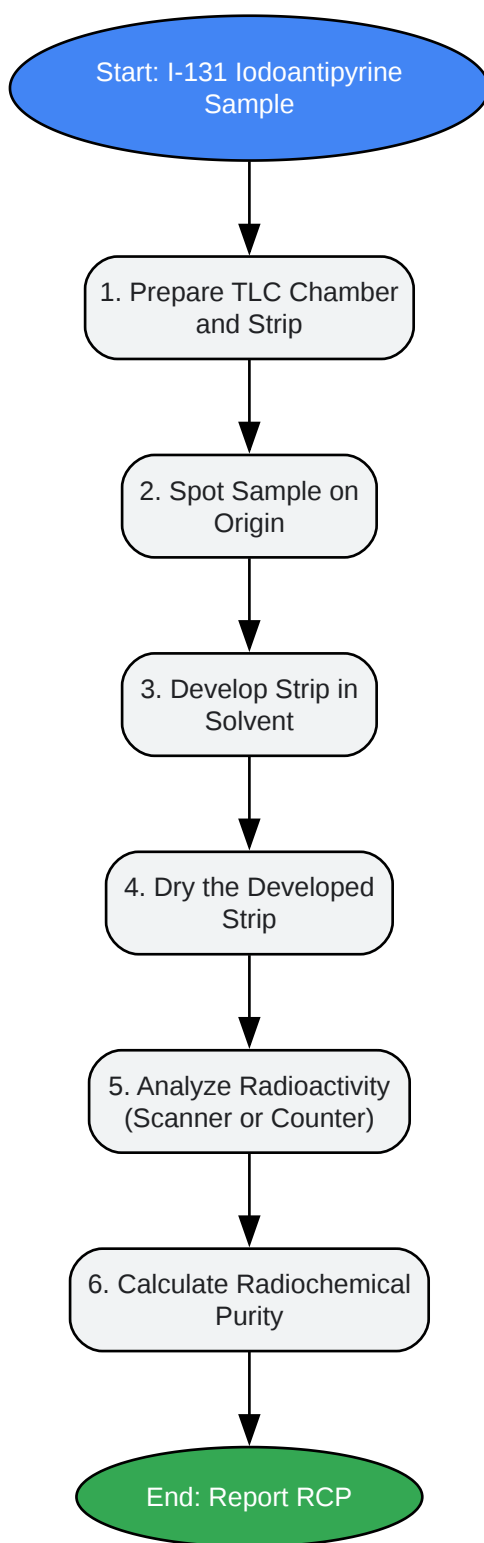 Start: I-131 Iodoantipyrine
Sample
1. Prepare TLC Chamber
and Strip
2. Spot Sample on
Origin
3. Develop Strip in
Solvent
4. Dry the Developed
Strip
5. Analyze Radioactivity
(Scanner or Counter)
6. Calculate Radiochemical
Purity
End: Report RCP